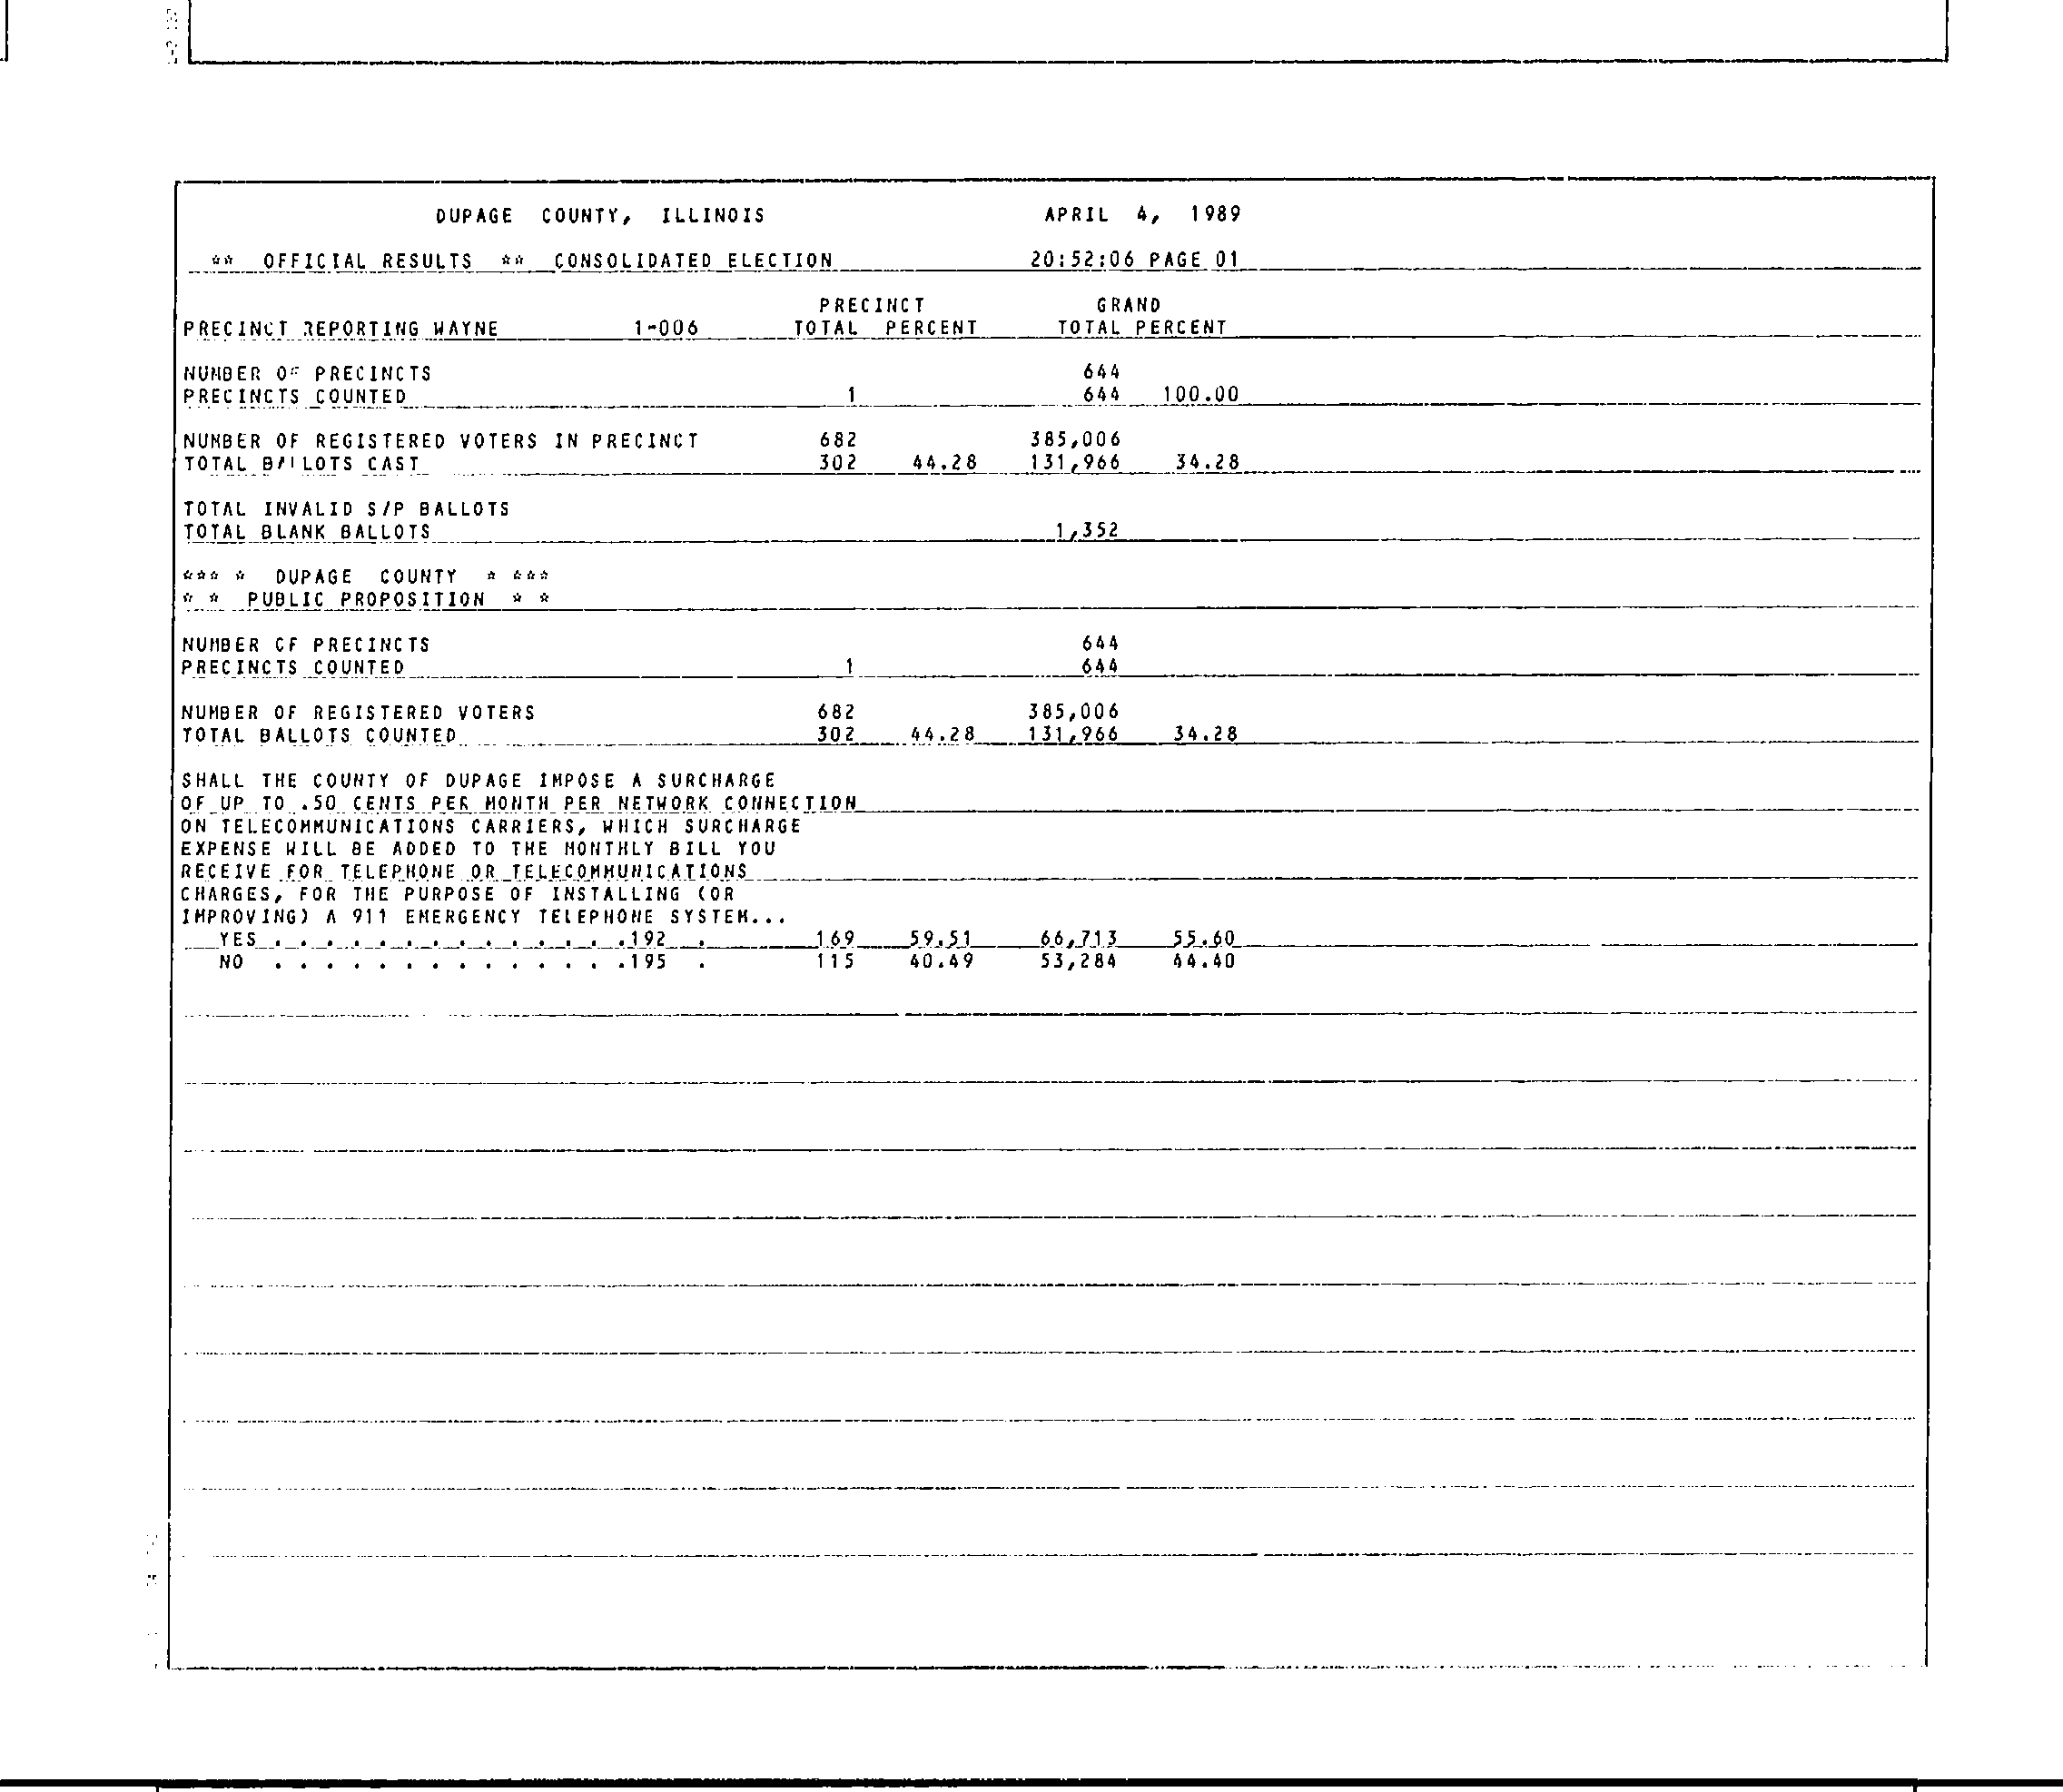 DUPAGE COUNTY, ILLINOIS APRIL 4, 1989
** OFFICIAL RESULTS ** CONSOLIDATED ELECTION 20:52:06 PAGE 01
PRECINCT GRAND
PRECINCT REPORTING WAYNE 1-006 TOTAL PERCENT TOTAL PERCENT
NUMBER OF PRECINCTS 644
PRECINCTS COUNTED 1 644 100.00
NUMBER OF REGISTERED VOTERS IN PRECINCT 682 385,006
TOTAL BALLOTS CAST 302 44.28 131,966 34.28
TOTAL INVALID S/P BALLOTS
TOTAL BLANK BALLOTS 1,352
*** * DUPAGE COUNTY * ***
* * PUBLIC PROPOSITION * *
NUMBER OF PRECINCTS 644
PRECINCTS COUNTED 1 644
NUMBER OF REGISTERED VOTERS 682 385,006
TOTAL BALLOTS COUNTED 302 44.28 131,966 34.28
SHALL THE COUNTY OF DUPAGE IMPOSE A SURCHARGE
OF UP TO .50 CENTS PER MONTH PER NETWORK CONNECTION
ON TELECOMMUNICATIONS CARRIERS, WHICH SURCHARGE
EXPENSE WILL BE ADDED TO THE MONTHLY BILL YOU
RECEIVE FOR TELEPHONE OR TELECOMMUNICATIONS
CHARGES, FOR THE PURPOSE OF INSTALLING (OR
IMPROVING) A 911 EMERGENCY TELEPHONE SYSTEM...
YES . . . . . . . . . . . . . .192 . 169 59.51 66,713 55.60
NO . . . . . . . . . . . . . .195 . 115 40.49 53,284 44.40